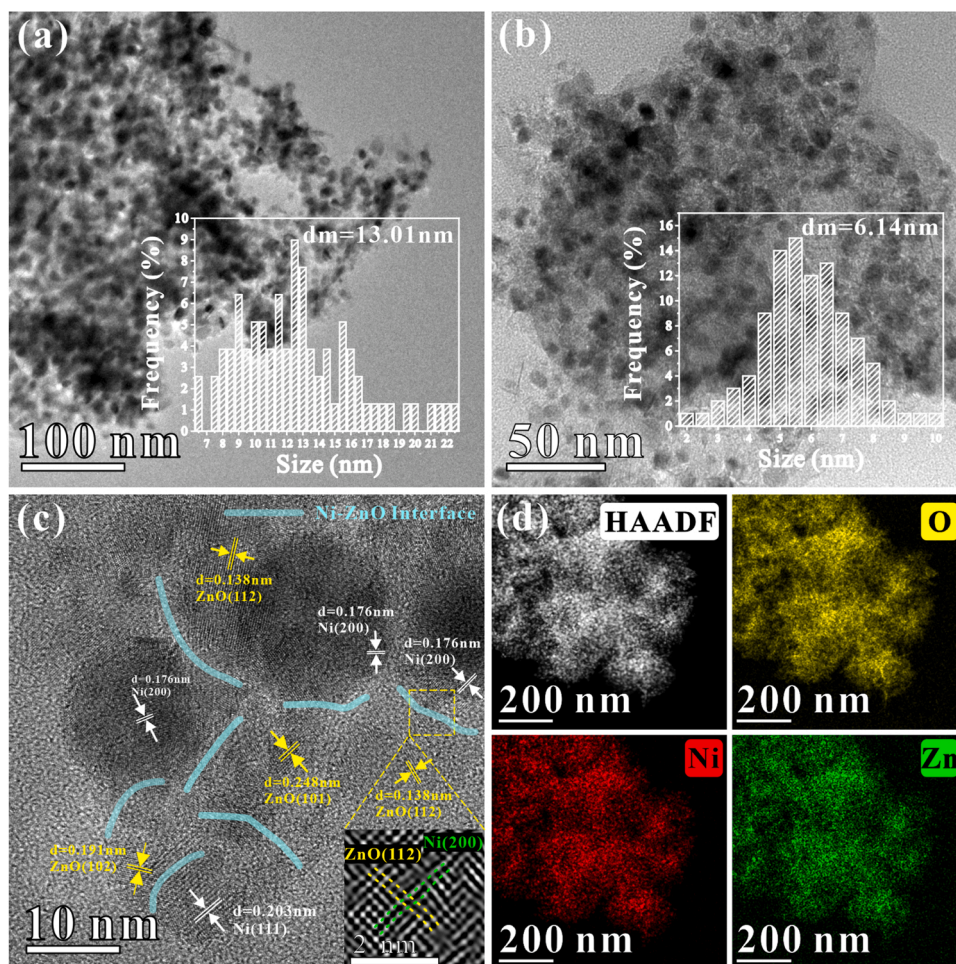 (a)
dm=13.01nm
Frequency (%)
10
9
8
7
6
5
4
3
2
1
0
7 8 9 10 11 12 13 14 15 16 17 18 19 20 21 22
Size (nm)
100 nm
(b)
dm=6.14nm
Frequency (%)
16
14
12
10
8
6
4
2
0
2 3 4 5 6 7 8 9 10
Size (nm)
50 nm
(c)
Ni-ZnO Interface
d=0.138nm
ZnO(112)
d=0.176nm
Ni(200)
d=0.176nm
Ni(200)
d=0.176nm
Ni(200)
d=0.248nm
ZnO(101)
d=0.138nm
ZnO(112)
d=0.191nm
ZnO(102)
d=0.203nm
Ni(111)
10 nm
Ni(200)
ZnO(112)
2 nm
(d)
HAADF
200 nm
O
200 nm
Ni
200 nm
Zn
200 nm